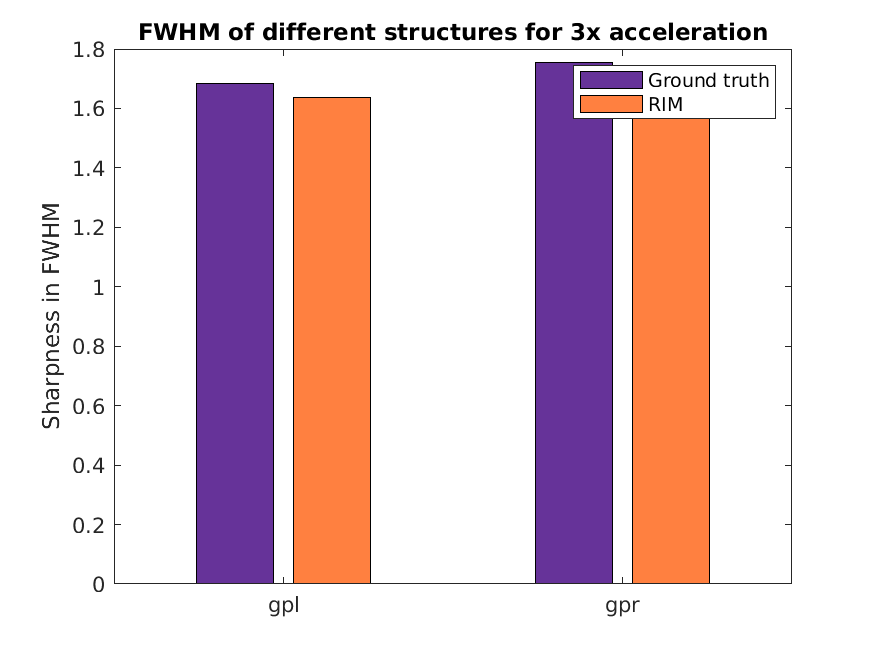 FWHM of different structures for 3x acceleration
1.8
1.6
1.4
1.2
1
0.8
0.6
0.4
0.2
0
Sharpness in FWHM
Ground truth
RIM
gpl
gpr